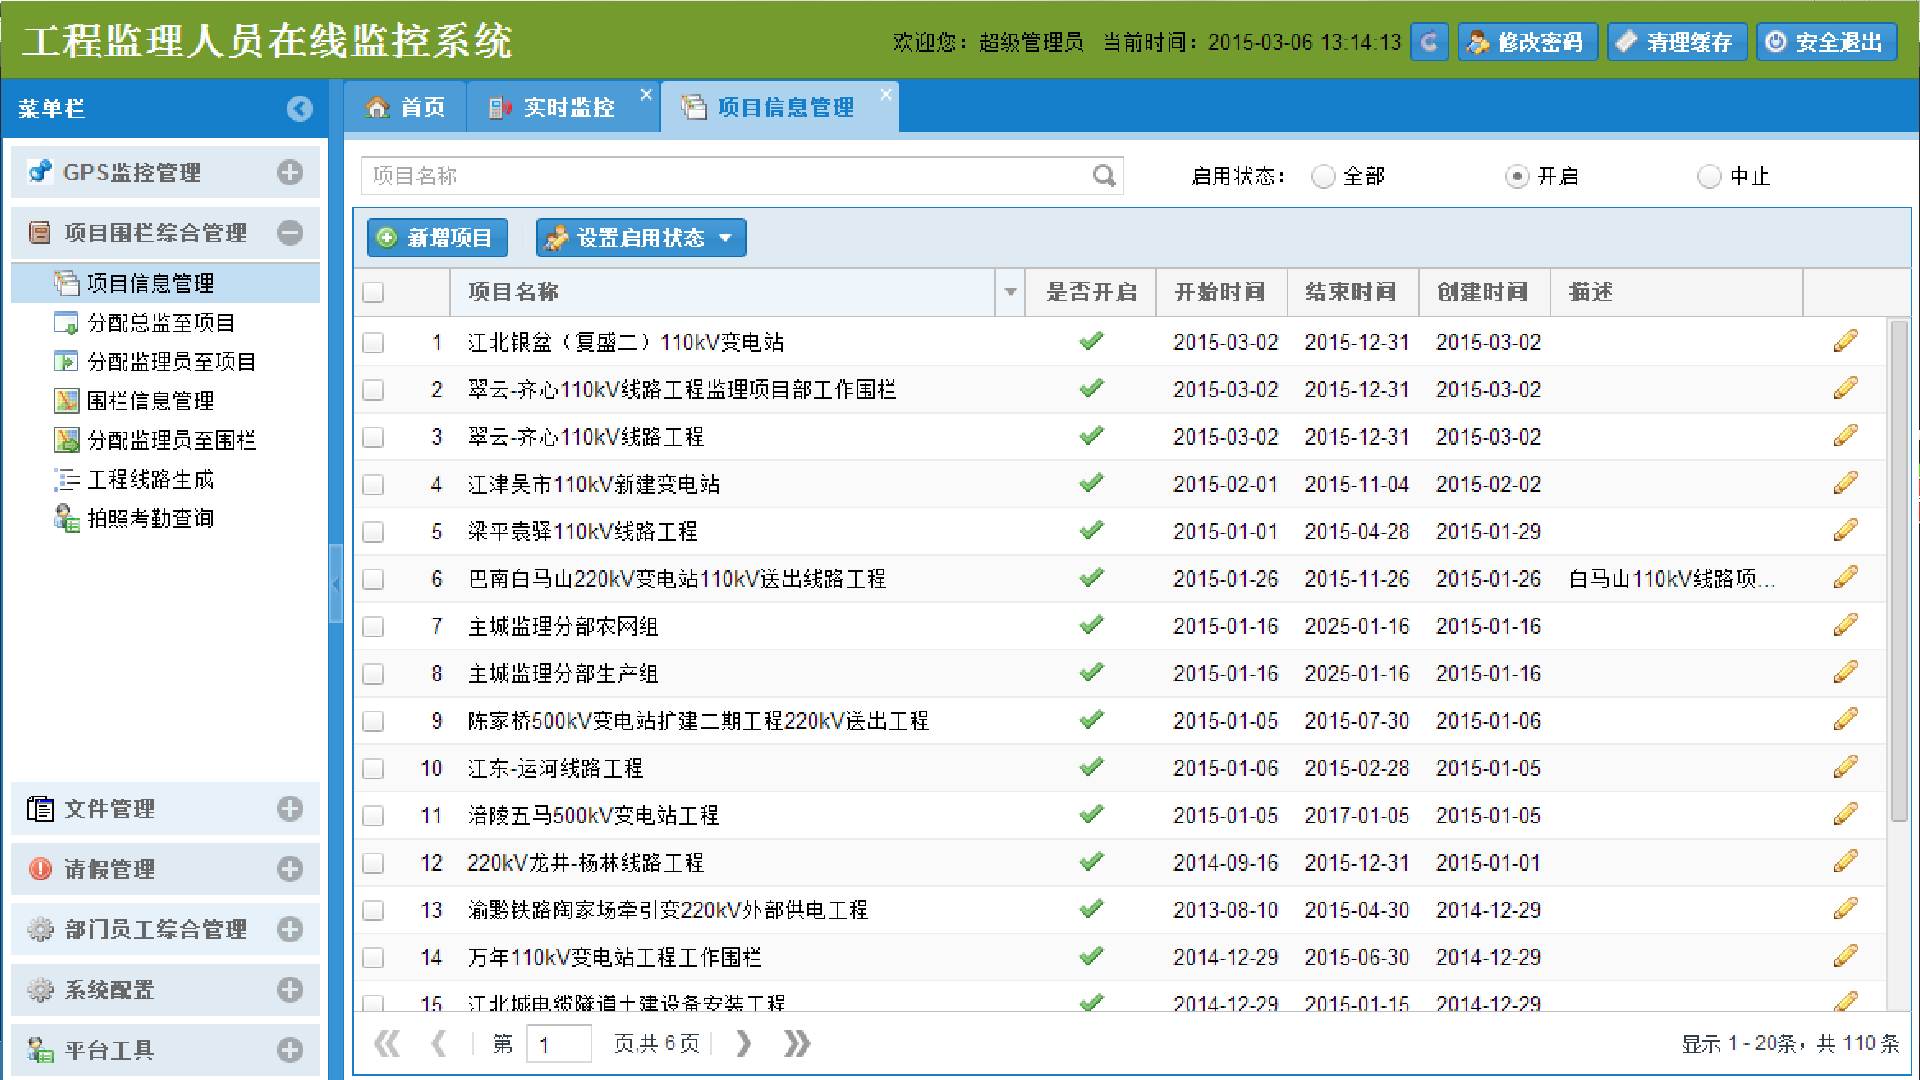 工程监理人员在线监控系统
欢迎您：超级管理员 当前时间：2015-03-06 13:14:13 修改密码 清理缓存 安全退出
菜单栏
首页 实时监控 项目信息管理
GPS监控管理
项目围栏综合管理
项目信息管理
分配总监至项目
分配监理员至项目
围栏信息管理
分配监理员至围栏
工程线路生成
拍照考勤查询
文件管理
请假管理
部门员工综合管理
系统配置
平台工具
项目名称 启用状态： 全部 开启 中止
新增项目 设置启用状态
项目名称 是否开启 开始时间 结束时间 创建时间 描述
1 江北银盆（复盛二）110kV变电站 2015-03-02 2015-12-31 2015-03-02
2 翠云-齐心110kV线路工程监理项目部工作围栏 2015-03-02 2015-12-31 2015-03-02
3 翠云-齐心110kV线路工程 2015-03-02 2015-12-31 2015-03-02
4 江津吴市110kV新建变电站 2015-02-01 2015-11-04 2015-02-02
5 梁平袁驿110kV线路工程 2015-01-01 2015-04-28 2015-01-29
6 巴南白马山220kV变电站110kV送出线路工程 2015-01-26 2015-11-26 2015-01-26 白马山110kV线路项...
7 主城监理分部农网组 2015-01-16 2025-01-16 2015-01-16
8 主城监理分部生产组 2015-01-16 2025-01-16 2015-01-16
9 陈家桥500kV变电站扩建二期工程220kV送出工程 2015-01-05 2015-07-30 2015-01-06
10 江东-运河线路工程 2015-01-06 2015-02-28 2015-01-05
11 涪陵五马500kV变电站工程 2015-01-05 2017-01-05 2015-01-05
12 220kV龙井-杨林线路工程 2014-09-16 2015-12-31 2015-01-01
13 渝黔铁路陶家场牵引变220kV外部供电工程 2013-08-10 2015-04-30 2014-12-29
14 万年110kV变电站工程工作围栏 2014-12-29 2015-06-30 2014-12-29
15 江北城电缆隧道土建设备安装工程 2014-12-29 2015-01-15 2014-12-29
第 1 页,共 6 页 显示 1 - 20条，共 110 条